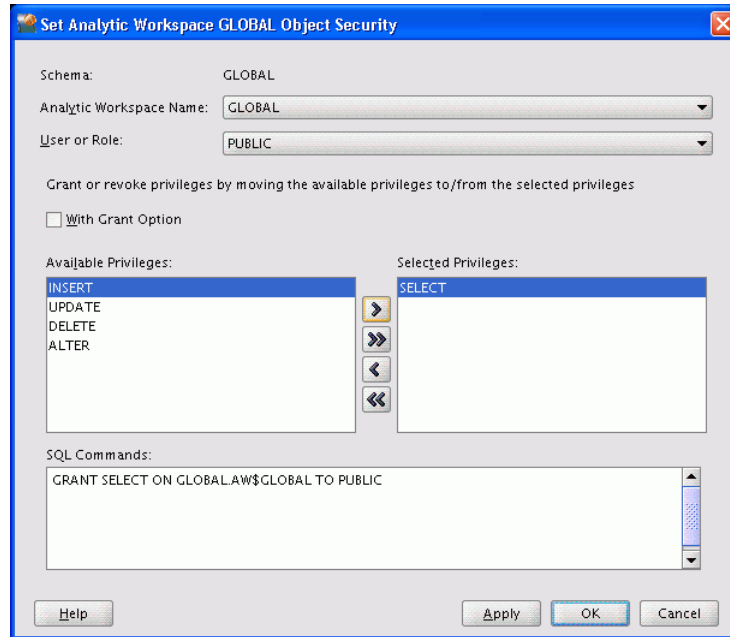 Set Analytic Workspace GLOBAL Object Security
Schema: GLOBAL
Analytic Workspace Name: GLOBAL
User or Role: PUBLIC
Grant or revoke privileges by moving the available privileges to/from the selected privileges
With Grant Option
Available Privileges: Selected Privileges:
INSERT SELECT
UPDATE
DELETE
ALTER
SQL Commands:
GRANT SELECT ON GLOBAL.AW$GLOBAL TO PUBLIC
Help Apply OK Cancel